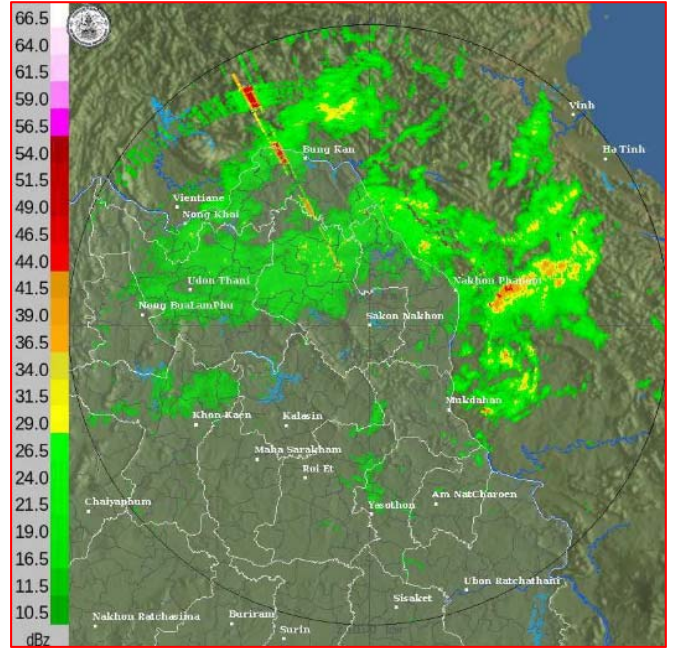 66.5
64.0
61.5
59.0
56.5
54.0
51.5
49.0
46.5
44.0
41.5
39.0
36.5
34.0
31.5
29.0
26.5
24.0
21.5
19.0
16.5
14.0
11.5
10.5
dBz
Vinh
Ha Tinh
Bung Kan
Vientiane
Nong Khai
Udon Thani
Nakhon Phanom
Nong BuaLamPhu
Sakon Nakhon
Mukdahan
Khon Kaen
Kalasin
Maha Sarakham
Roi Et
Chaiyaphum
Yasothon
Am NatCharoen
Ubon Ratchathani
Sisaket
Nakhon Ratchasima
Buriram
Surin